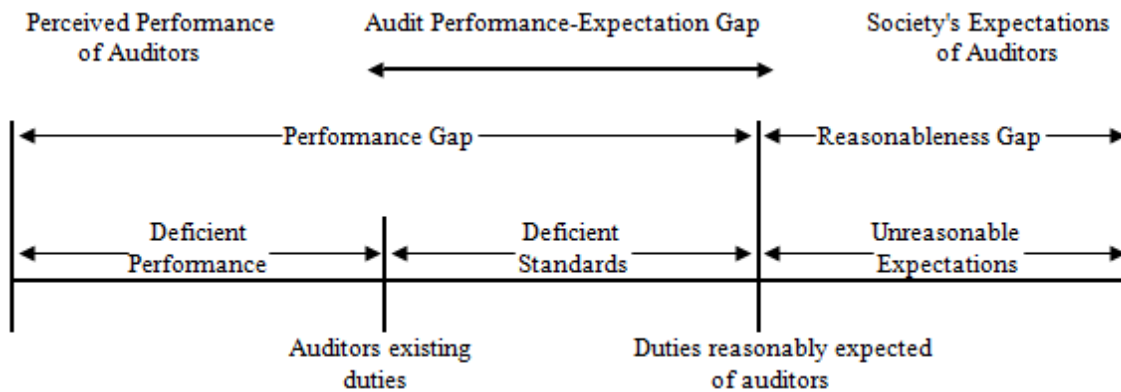 Perceived Performance
of Auditors
Audit Performance-Expectation Gap
Society's Expectations
of Auditors
Performance Gap
Reasonableness Gap
Deficient
Performance
Deficient
Standards
Unreasonable
Expectations
Auditors existing
duties
Duties reasonably expected
of auditors